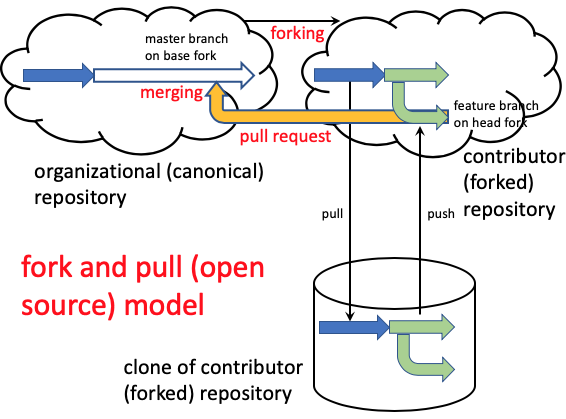 master branch
on base fork
forking
merging
pull request
feature branch
on head fork
organizational (canonical)
repository
contributor
(forked)
repository
pull
push
fork and pull (open
source) model
clone of contributor
(forked) repository